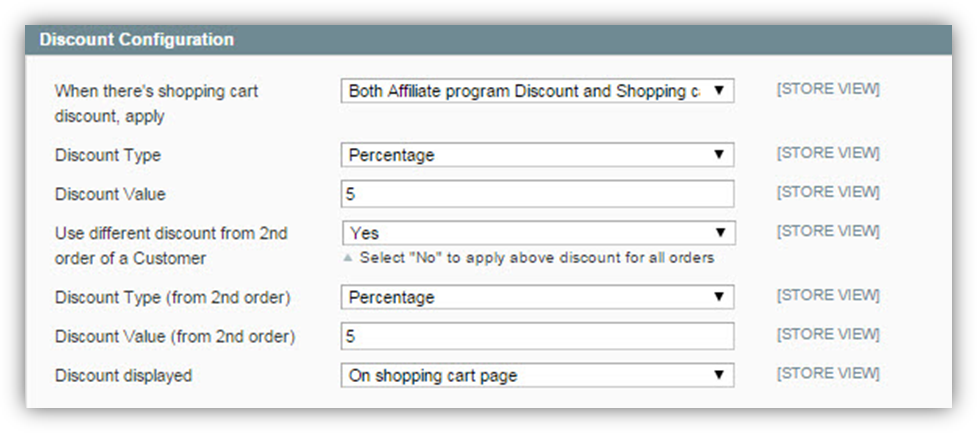 Discount Configuration
When there's shopping cart Both Affiliate program Discount and Shopping c [STORE VIEW]
discount, apply
Discount Type Percentage [STORE VIEW]
Discount Value 5 [STORE VIEW]
Use different discount from 2nd Yes [STORE VIEW]
order of a Customer Select "No" to apply above discount for all orders
Discount Type (from 2nd order) Percentage [STORE VIEW]
Discount Value (from 2nd order) 5 [STORE VIEW]
Discount displayed On shopping cart page [STORE VIEW]